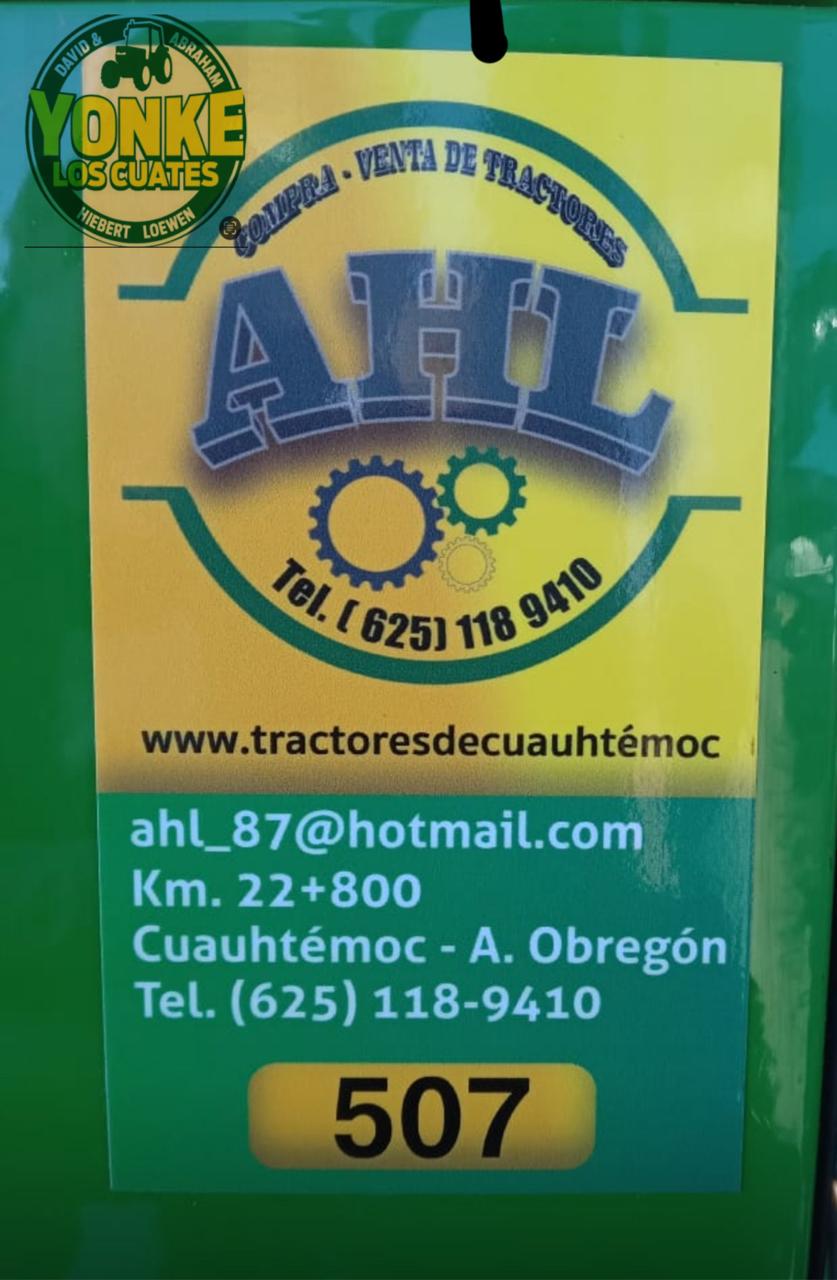 DAVID & ABRAHAM
YONKE
LOS CUATES
HIEBERT LOEWEN
COMPRA - VENTA DE TRACTORES
AHL
Tel. ( 625) 118 9410
www.tractoresdecuauhtémoc
ahl_87@hotmail.com
Km. 22+800
Cuauhtémoc - A. Obregón
Tel. (625) 118-9410
507